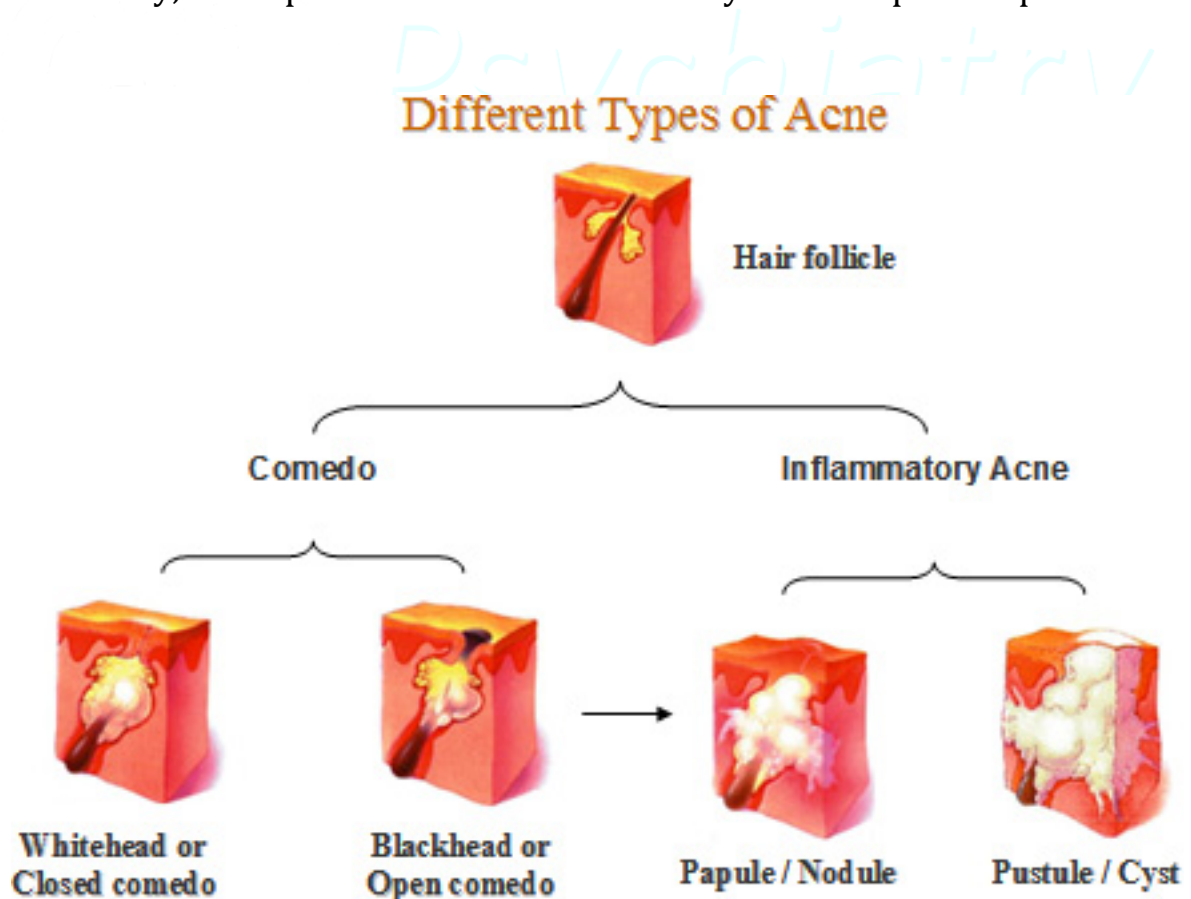 Psychiatry
Different Types of Acne
Hair follicle
Comedo
Inflammatory Acne
Whitehead or
Closed comedo
Blackhead or
Open comedo
Papule / Nodule
Pustule / Cyst